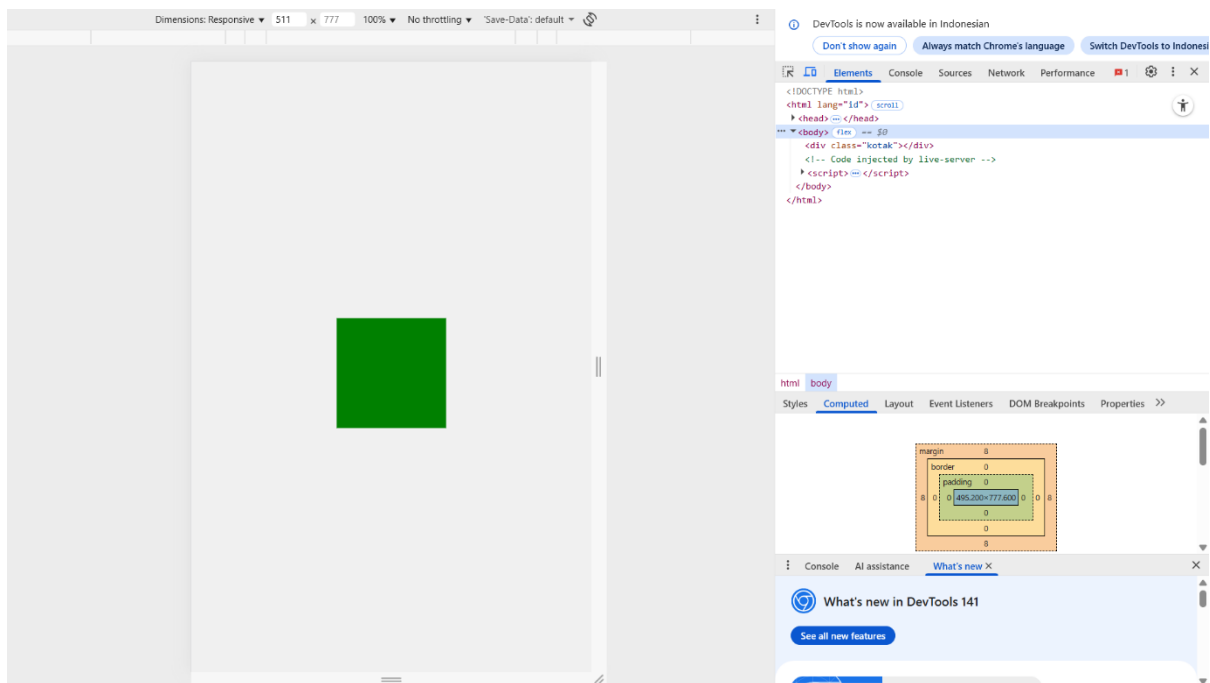 Dimensions: Responsive ▼ 511 × 777 100% ▼ No throttling ▼ 'Save-Data': default
DevTools is now available in Indonesian
Don't show again Always match Chrome's language Switch DevTools to Indonesi
Elements Console Sources Network Performance 1
<!DOCTYPE html>
<html lang="id"> scroll
<head> ⋯ </head>
<body> flex == $0
<div class="kotak"></div>
<!-- Code injected by live-server -->
<script> ⋯ </script>
</body>
</html>
html body
Styles Computed Layout Event Listeners DOM Breakpoints Properties
margin 8
border 0
padding 0
8 0 0 495.200×777.600 0 0 8
0
0
8
Console AI assistance What's new ×
What's new in DevTools 141
See all new features